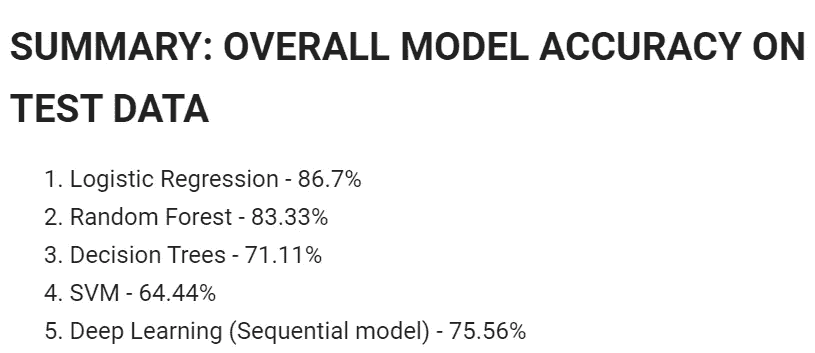 SUMMARY: OVERALL MODEL ACCURACY ON
TEST DATA
1. Logistic Regression - 86.7%
2. Random Forest - 83.33%
3. Decision Trees - 71.11%
4. SVM - 64.44%
5. Deep Learning (Sequential model) - 75.56%